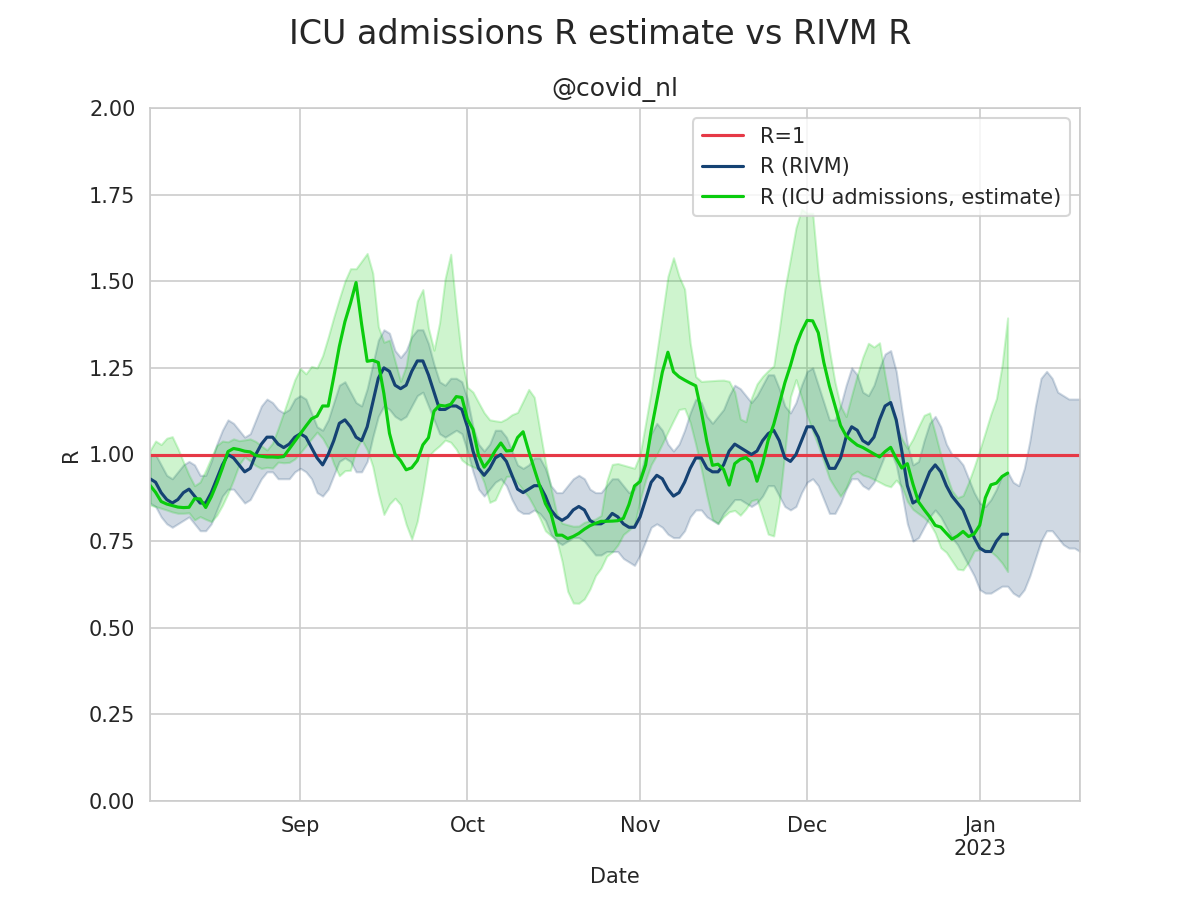 ICU admissions R estimate vs RIVM R
@covid_nl
R=1
R (RIVM)
R (ICU admissions, estimate)
2.00
1.75
1.50
1.25
1.00
0.75
0.50
0.25
0.00
R
Sep Oct Nov Dec Jan
2023
Date